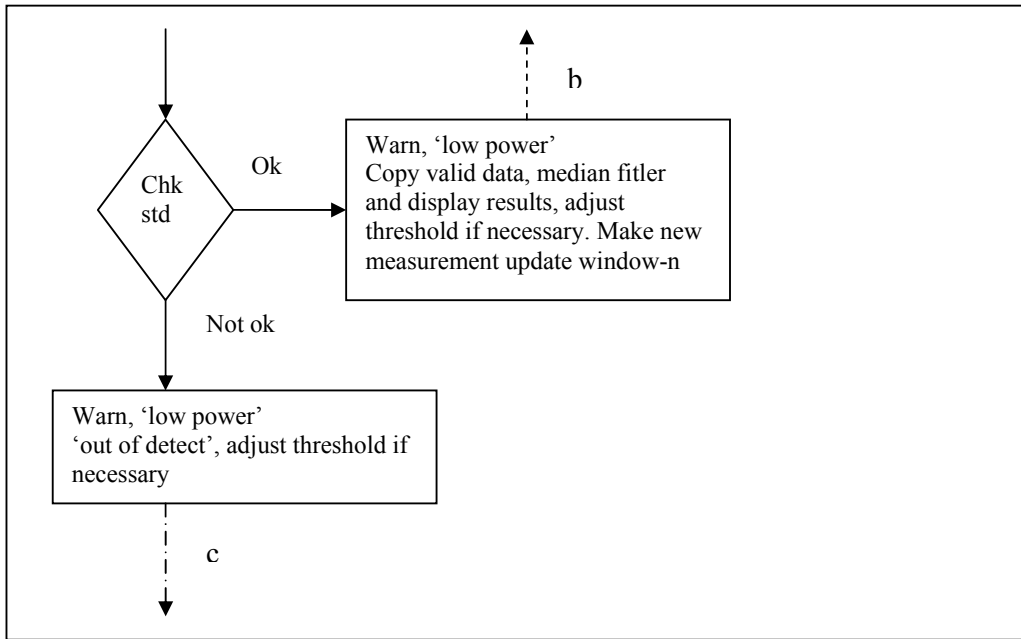 b
Chk
std
Ok
Warn, ‘low power’
Copy valid data, median fitler
and display results, adjust
threshold if necessary. Make new
measurement update window-n
Not ok
Warn, ‘low power’
‘out of detect’, adjust threshold if
necessary
c